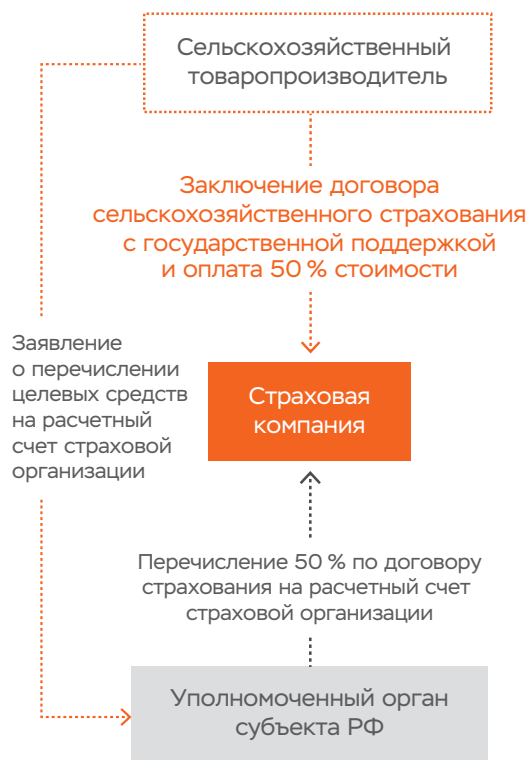 Сельскохозяйственный
товаропроизводитель
Заключение договора
сельскохозяйственного страхования
с государственной поддержкой
и оплата 50 % стоимости
Заявление
о перечислении
целевых средств
на расчетный
счет страховой
организации
Страховая
компания
Перечисление 50 % по договору
страхования на расчетный счет
страховой организации
Уполномоченный орган
субъекта РФ